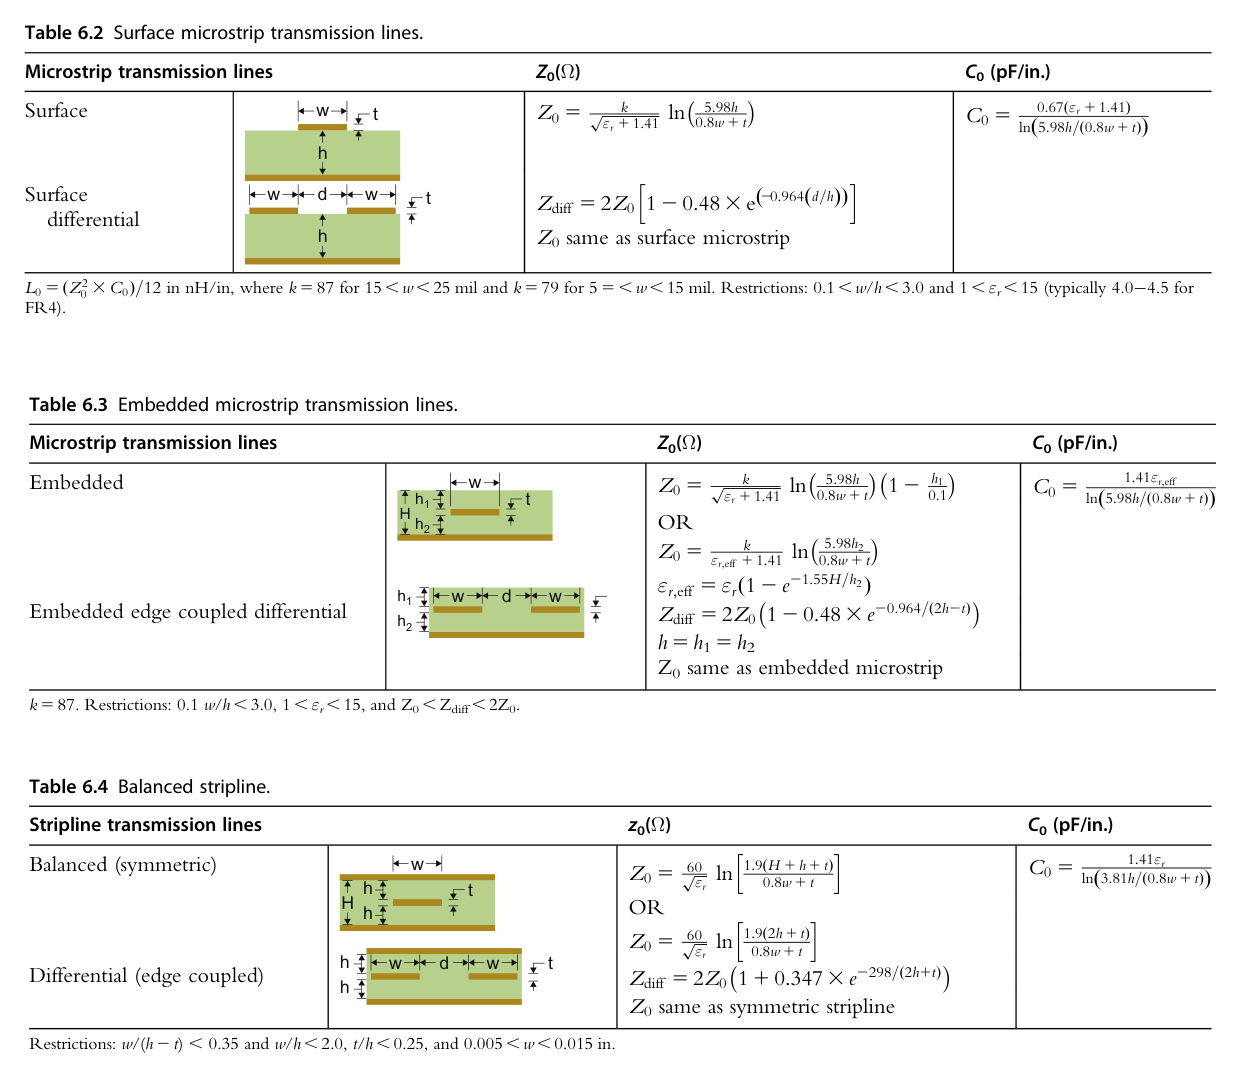 Table 6.2 Surface microstrip transmission lines.
Microstrip transmission lines Z₀(Ω) C₀ (pF/in.)
Surface
w
t
h
Z₀ = k/√(εᵣ + 1.41) ln(5.98h/(0.8w + t))
C₀ = 0.67(εᵣ + 1.41)/ln(5.98h/(0.8w + t))
Surface
differential
w d w
t
h
Z_diff = 2Z₀[1 − 0.48 × e^(−0.964(d/h))]
Z₀ same as surface microstrip
L₀ = (Z₀² × C₀)/12 in nH/in, where k = 87 for 15 < w < 25 mil and k = 79 for 5 = < w < 15 mil. Restrictions: 0.1 < w/h < 3.0 and 1 < εᵣ < 15 (typically 4.0−4.5 for
FR4).
Table 6.3 Embedded microstrip transmission lines.
Microstrip transmission lines Z₀(Ω) C₀ (pF/in.)
Embedded
w
h₁
t
H
h₂
Z₀ = k/√(εᵣ + 1.41) ln(5.98h/(0.8w + t))(1 − h₁/0.1)
C₀ = 1.41εᵣ,eff/ln(5.98h/(0.8w + t))
OR
Z₀ = k/(εᵣ,eff + 1.41) ln(5.98h₂/(0.8w + t))
εᵣ,eff = εᵣ(1 − e^(−1.55H/h₂))
Embedded edge coupled differential
h₁
w d w
h₂
Z_diff = 2Z₀(1 − 0.48 × e^(−0.964/(2h−t)))
h = h₁ = h₂
Z₀ same as embedded microstrip
k = 87. Restrictions: 0.1 w/h < 3.0, 1 < εᵣ < 15, and Z₀ < Z_diff < 2Z₀.
Table 6.4 Balanced stripline.
Stripline transmission lines z₀(Ω) C₀ (pF/in.)
Balanced (symmetric)
w
h
t
H
h
Z₀ = 60/√εᵣ ln[1.9(H + h + t)/(0.8w + t)]
C₀ = 1.41εᵣ/ln(3.81h/(0.8w + t))
OR
Z₀ = 60/√εᵣ ln[1.9(2h + t)/(0.8w + t)]
Differential (edge coupled)
h
w d w
t
h
Z_diff = 2Z₀(1 + 0.347 × e^(−298/(2h+t)))
Z₀ same as symmetric stripline
Restrictions: w/(h − t) < 0.35 and w/h < 2.0, t/h < 0.25, and 0.005 < w < 0.015 in.